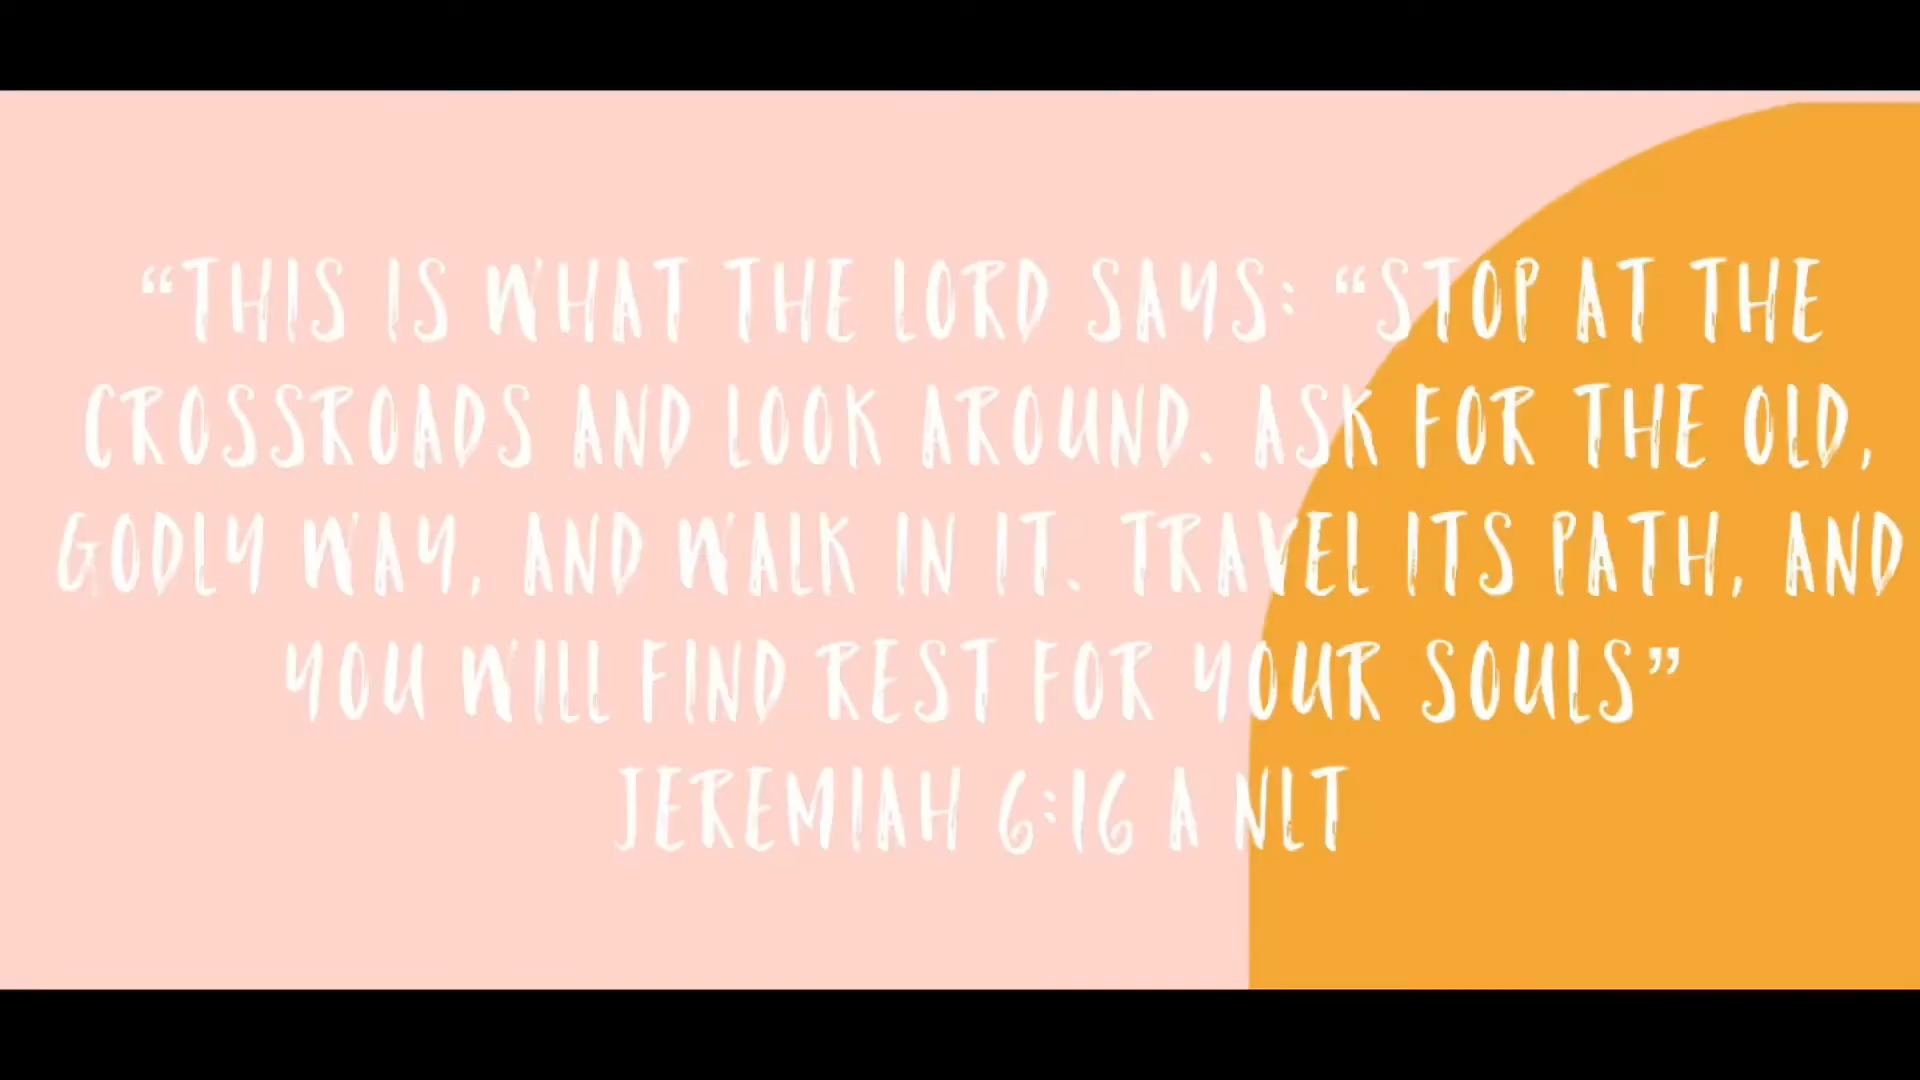 “THIS IS WHAT THE LORD SAYS: “STOP AT THE
CROSSROADS AND LOOK AROUND. ASK FOR THE OLD,
GODLY WAY, AND WALK IN IT. TRAVEL ITS PATH, AND
YOU WILL FIND REST FOR YOUR SOULS”
JEREMIAH 6:16 A NLT